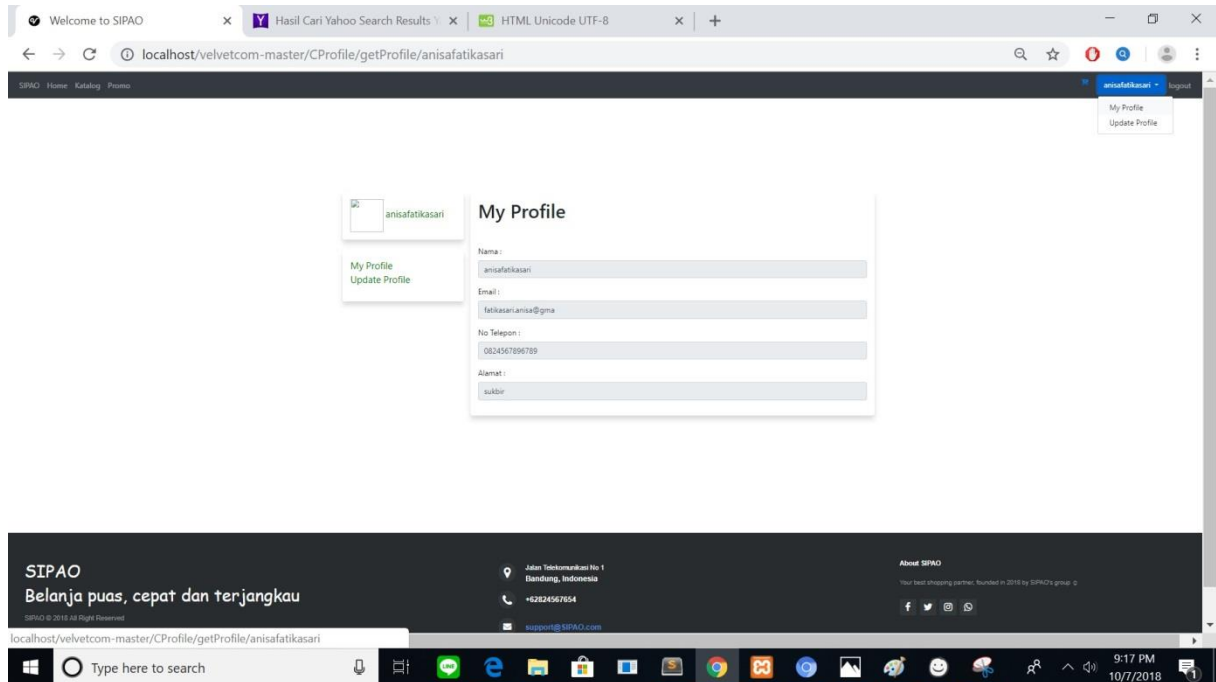 Welcome to SIPAO
Hasil Cari Yahoo Search Results
HTML Unicode UTF-8
localhost/velvetcom-master/CProfile/getProfile/anisafatikasari
SIPAO Home Katalog Promo
anisafatikasari logout
My Profile
Update Profile
anisafatikasari
My Profile
Update Profile
My Profile
Nama :
anisafatikasari
Email :
fatikasari.anisa@gma
No Telepon :
0824567896789
Alamat :
sukbir
SIPAO
Belanja puas, cepat dan terjangkau
SIPAO © 2018 All Right Reserved
Jalan Telekomunikasi No 1
Bandung, Indonesia
+62824567654
support@SIPAO.com
About SIPAO
Your best shopping partner, founded in 2018 by SIPAO's group
localhost/velvetcom-master/CProfile/getProfile/anisafatikasari
Type here to search
9:17 PM
10/7/2018